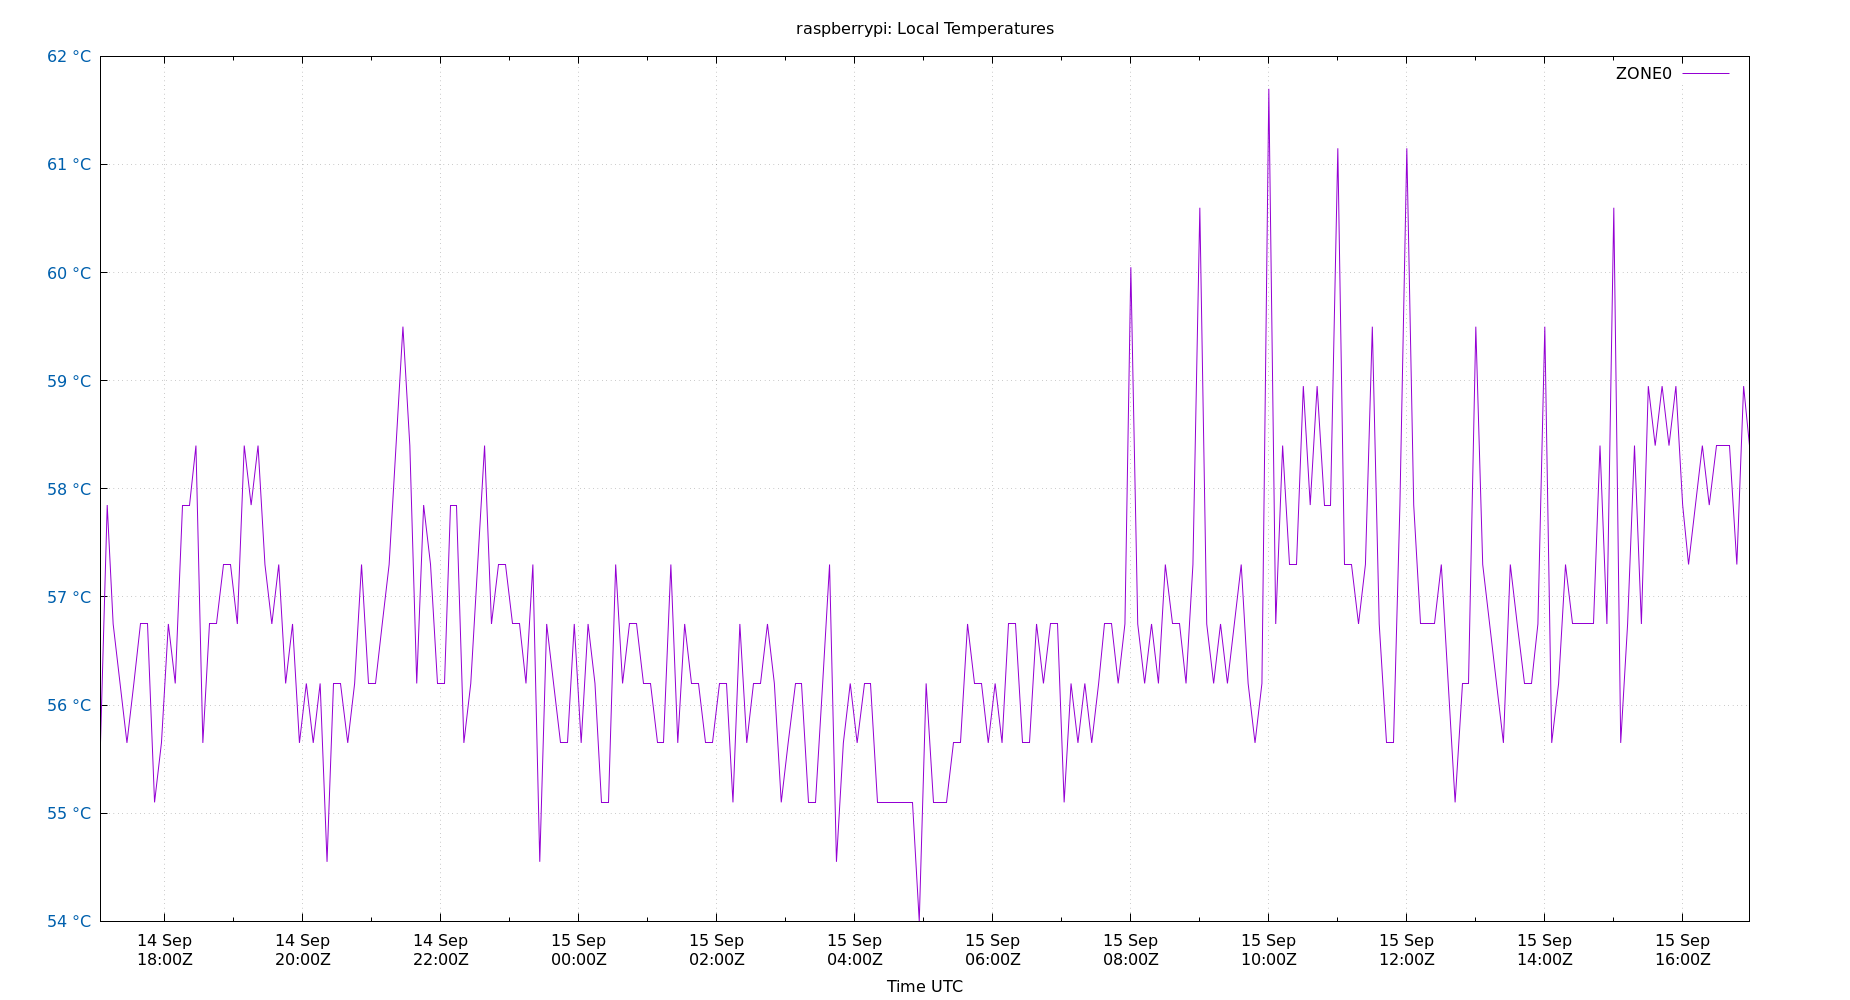 raspberrypi: Local Temperatures
ZONE0
62 °C
61 °C
60 °C
59 °C
58 °C
57 °C
56 °C
55 °C
54 °C
14 Sep
18:00Z
14 Sep
20:00Z
14 Sep
22:00Z
15 Sep
00:00Z
15 Sep
02:00Z
15 Sep
04:00Z
15 Sep
06:00Z
15 Sep
08:00Z
15 Sep
10:00Z
15 Sep
12:00Z
15 Sep
14:00Z
15 Sep
16:00Z
Time UTC